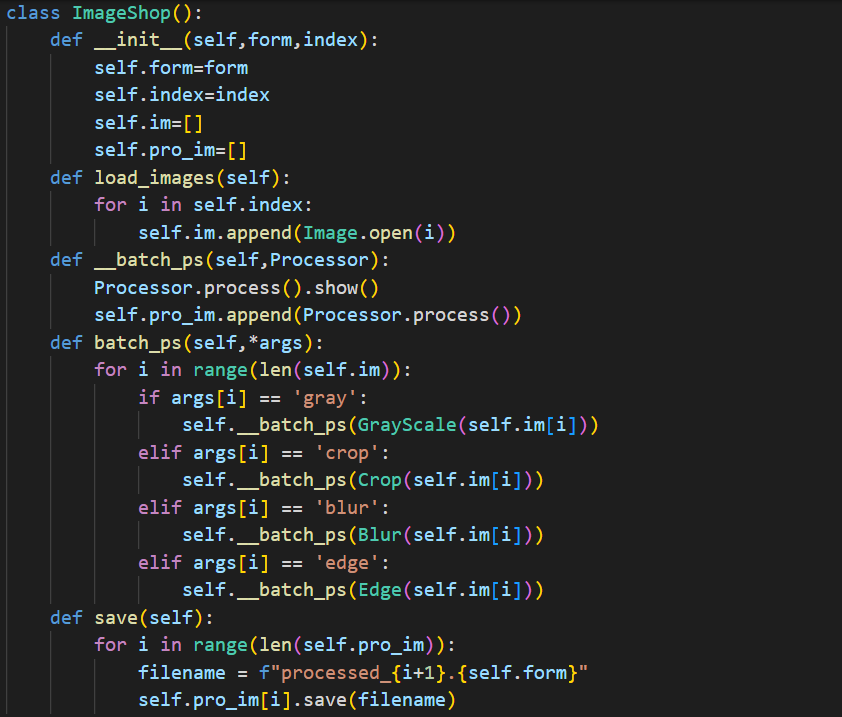 class ImageShop():
    def __init__(self,form,index):
        self.form=form
        self.index=index
        self.im=[]
        self.pro_im=[]
    def load_images(self):
        for i in self.index:
            self.im.append(Image.open(i))
    def __batch_ps(self,Processor):
        Processor.process().show()
        self.pro_im.append(Processor.process())
    def batch_ps(self,*args):
        for i in range(len(self.im)):
            if args[i] == 'gray':
                self.__batch_ps(GrayScale(self.im[i]))
            elif args[i] == 'crop':
                self.__batch_ps(Crop(self.im[i]))
            elif args[i] == 'blur':
                self.__batch_ps(Blur(self.im[i]))
            elif args[i] == 'edge':
                self.__batch_ps(Edge(self.im[i]))
    def save(self):
        for i in range(len(self.pro_im)):
            filename = f"processed_{i+1}.{self.form}"
            self.pro_im[i].save(filename)